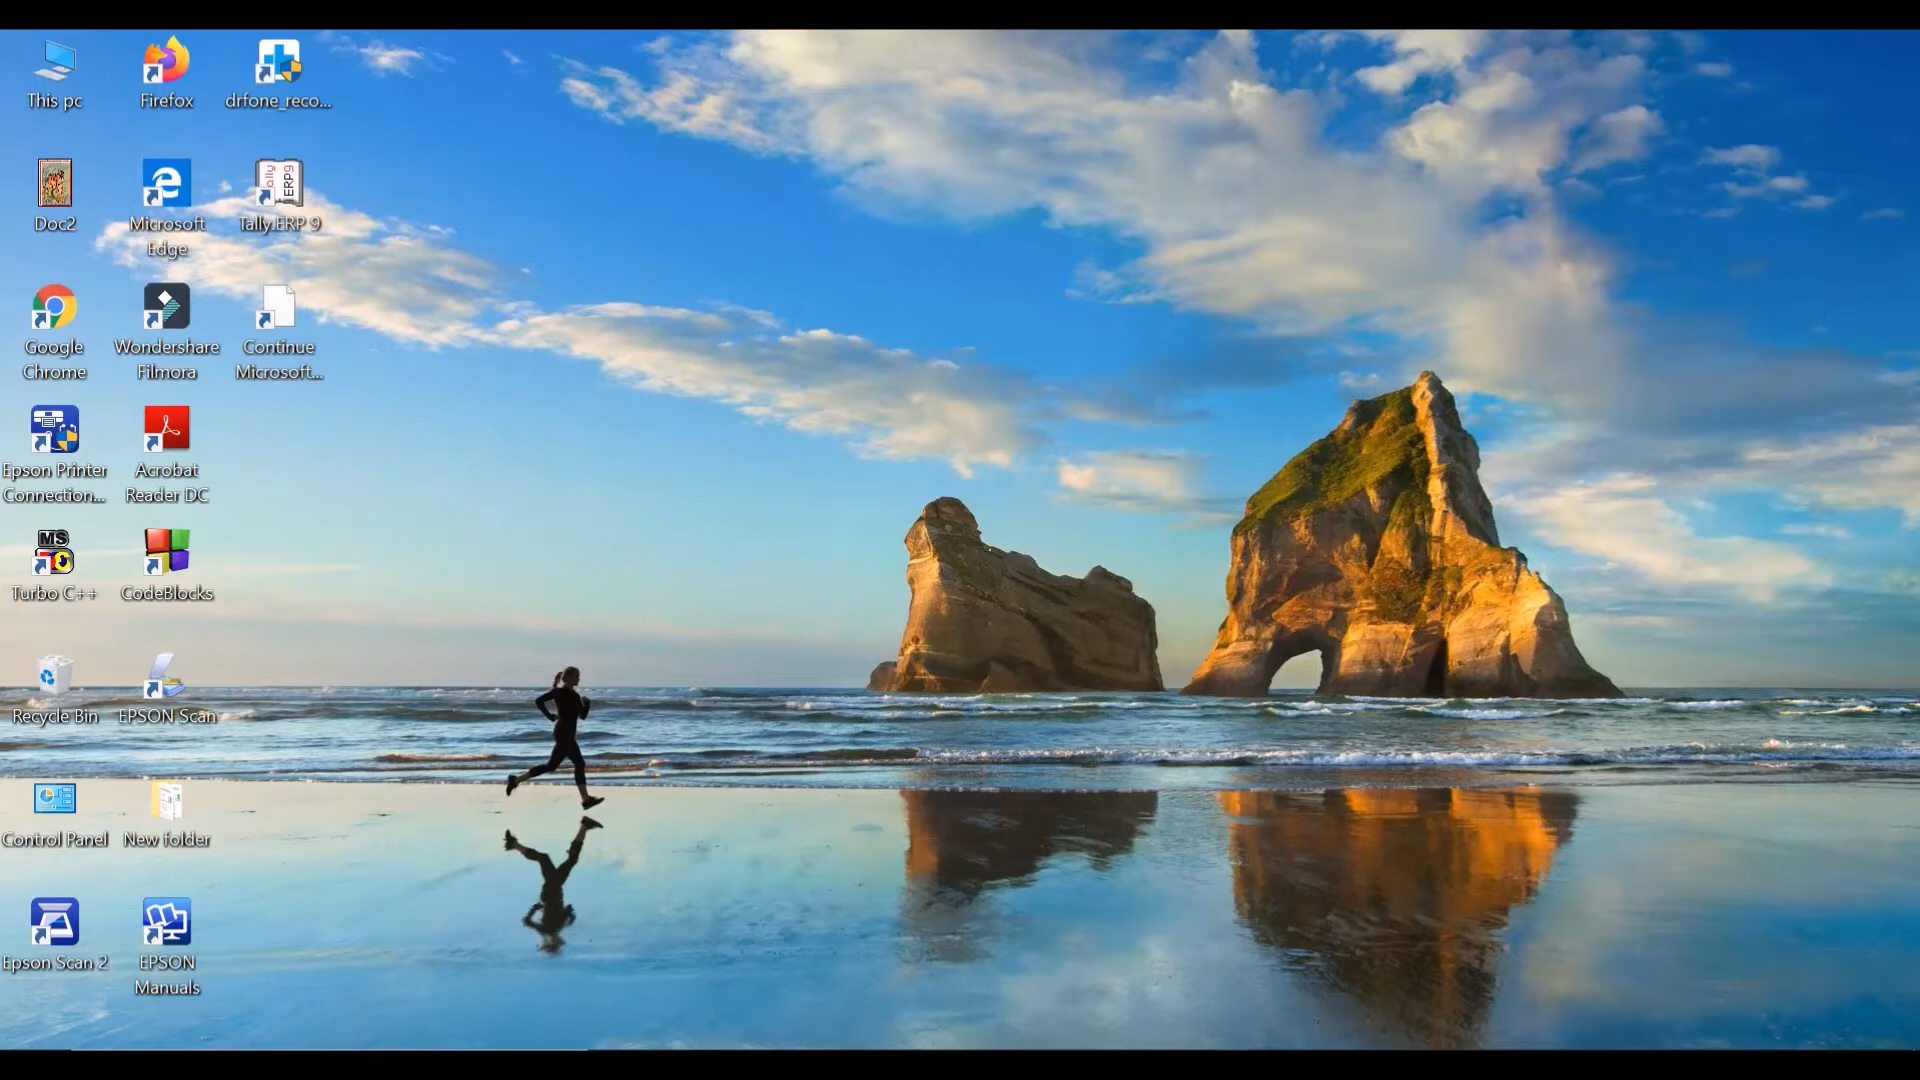 This pc
Firefox
drfone_reco...
Doc2
Microsoft
Edge
Tally.ERP 9
Google
Chrome
Wondershare
Filmora
Continue
Microsoft...
Epson Printer
Connection...
Acrobat
Reader DC
MS
Turbo C++
CodeBlocks
Recycle Bin
EPSON Scan
Control Panel
New folder
Epson Scan 2
EPSON
Manuals